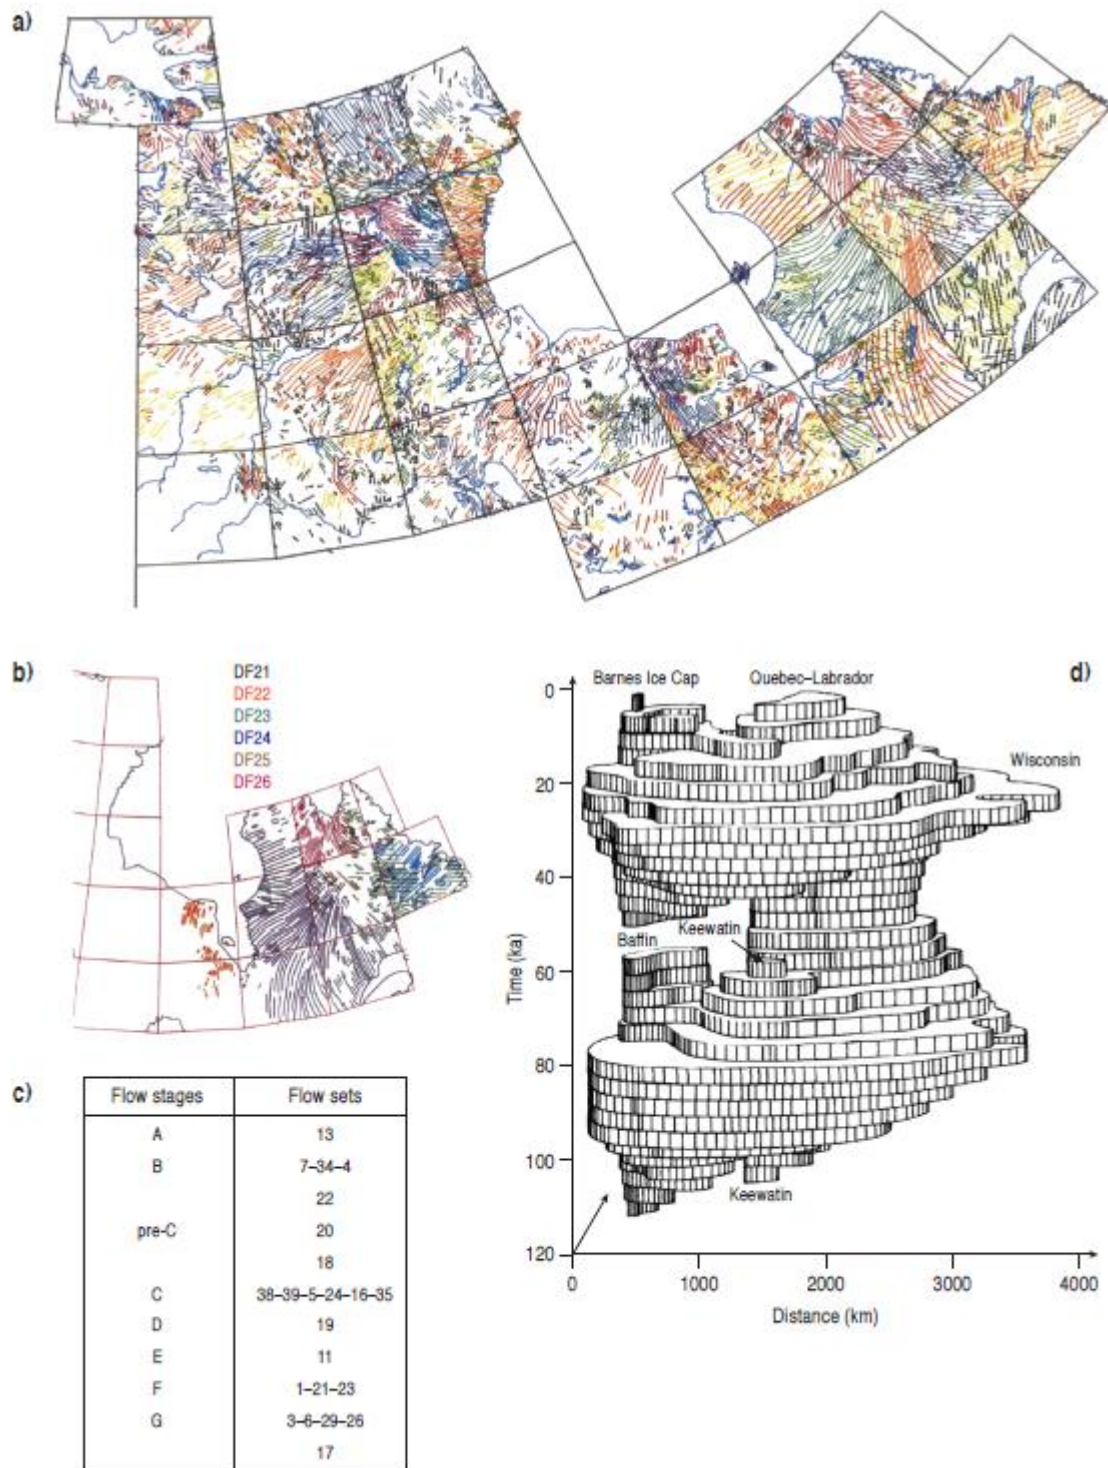 a)
b)
DF21
DF22
DF23
DF24
DF25
DF26
c)
Flow stages Flow sets
A 13
B 7–34–4
22
pre-C 20
18
C 38–39–5–24–16–35
D 19
E 11
F 1–21–23
G 3–6–29–26
17
d)
Barnes Ice Cap Quebec–Labrador
Wisconsin
Keewatin
Baffin
Keewatin
Time (ka)
0
20
40
60
80
100
120
0 1000 2000 3000 4000
Distance (km)